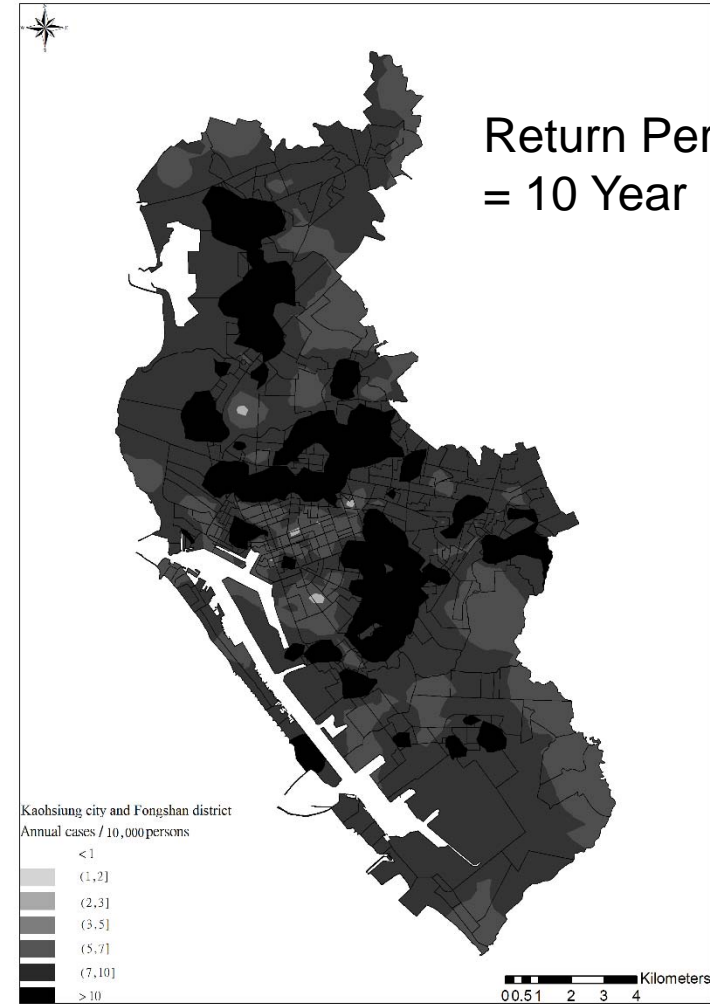 Return Per
= 10 Year
Kaohsiung city and Fongshan district
Annual cases / 10,000 persons
< 1
(1,2]
(2,3]
(3,5]
(5,7]
(7,10]
> 10
Kilometers
0 0.5 1 2 3 4